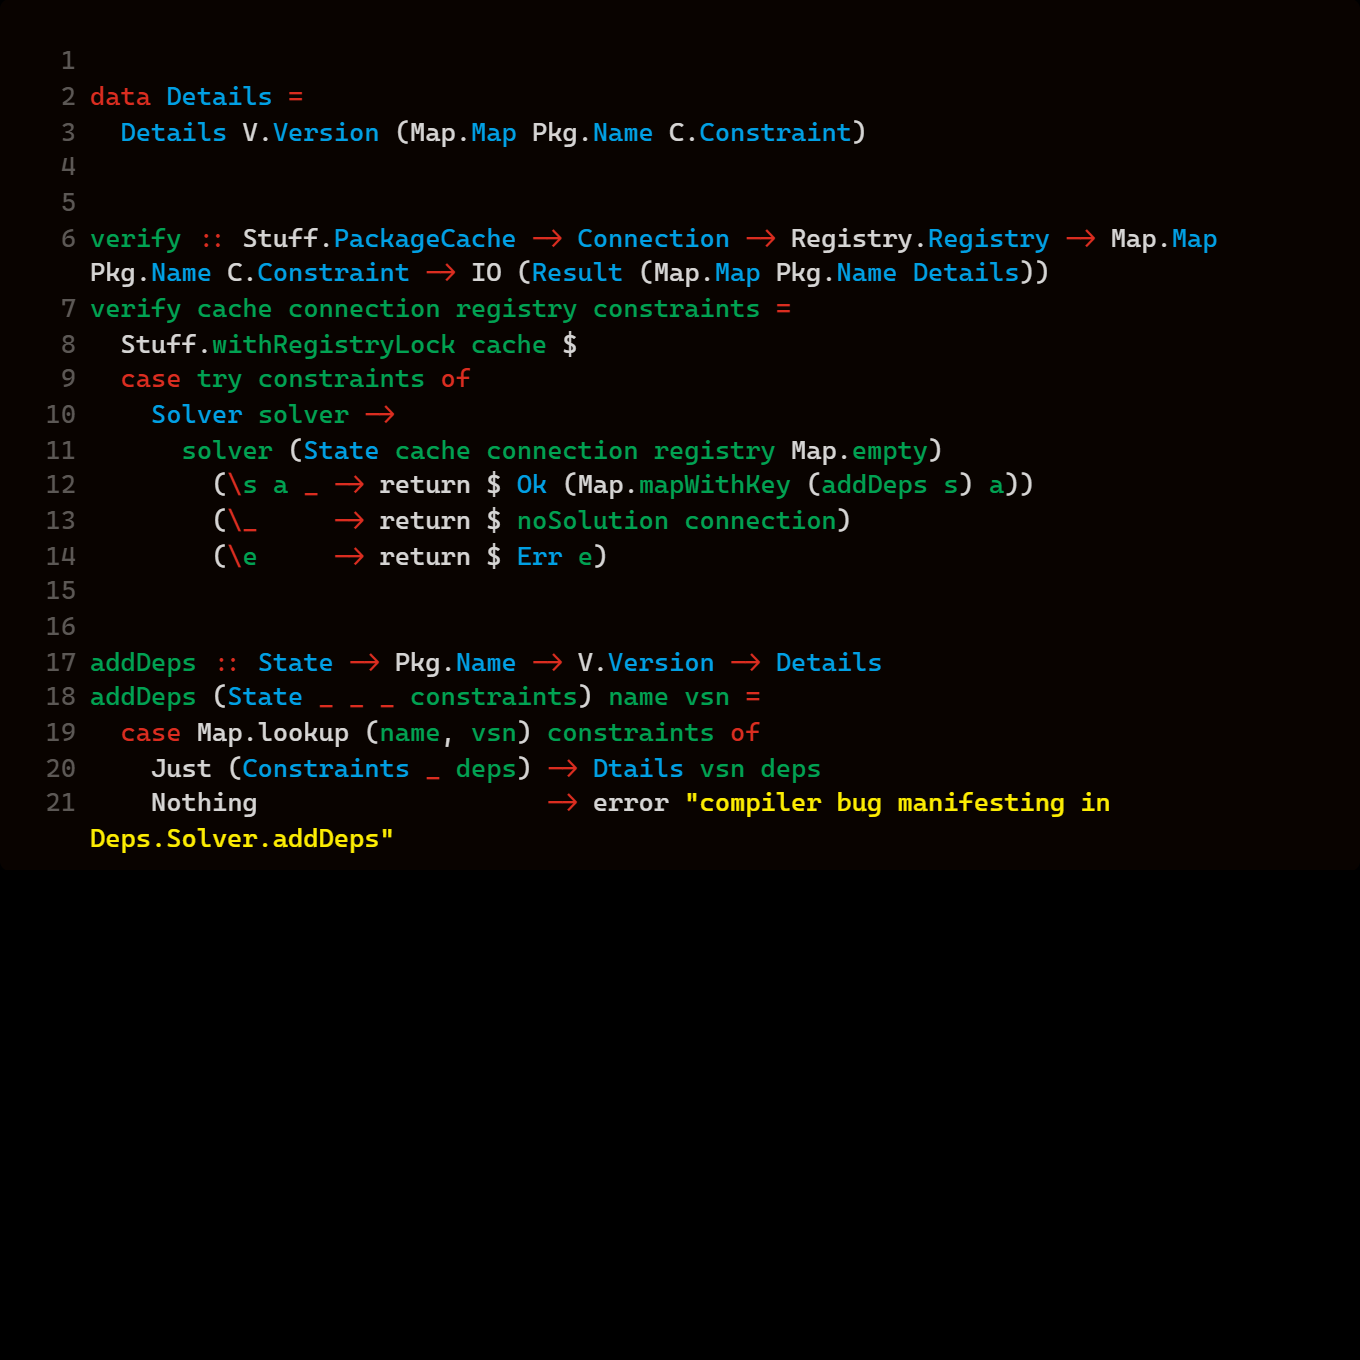 1
2 data Details =
3   Details V.Version (Map.Map Pkg.Name C.Constraint)
4
5
6 verify :: Stuff.PackageCache -> Connection -> Registry.Registry -> Map.Map
Pkg.Name C.Constraint -> IO (Result (Map.Map Pkg.Name Details))
7 verify cache connection registry constraints =
8   Stuff.withRegistryLock cache $
9   case try constraints of
10     Solver solver ->
11       solver (State cache connection registry Map.empty)
12         (\s a _ -> return $ Ok (Map.mapWithKey (addDeps s) a))
13         (\_     -> return $ noSolution connection)
14         (\e     -> return $ Err e)
15
16
17 addDeps :: State -> Pkg.Name -> V.Version -> Details
18 addDeps (State _ _ _ constraints) name vsn =
19   case Map.lookup (name, vsn) constraints of
20     Just (Constraints _ deps) -> Dtails vsn deps
21     Nothing                   -> error "compiler bug manifesting in
Deps.Solver.addDeps"